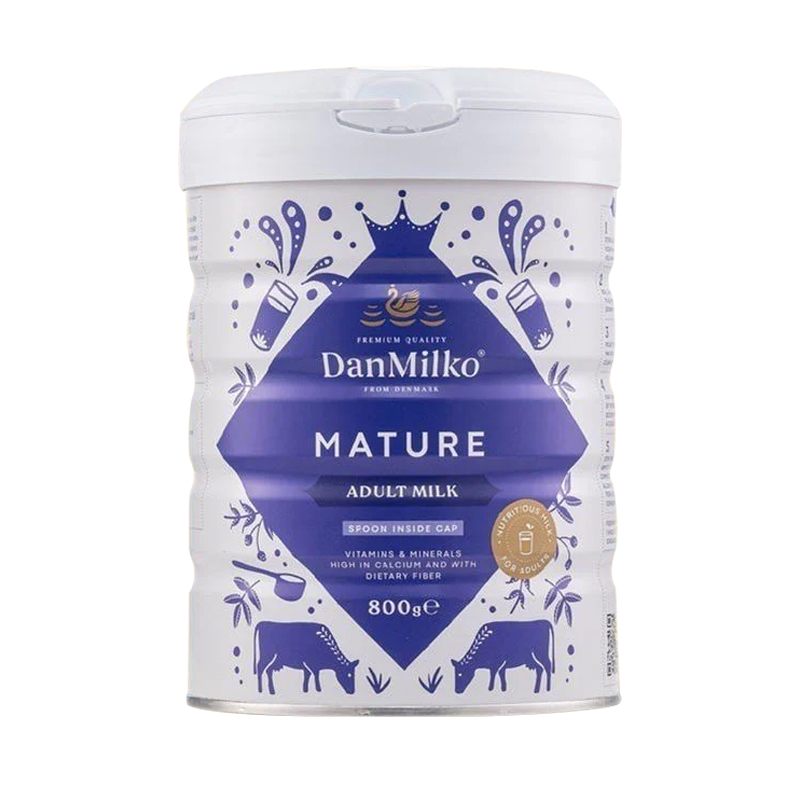 PREMIUM QUALITY
DanMilko®
FROM DENMARK
MATURE
ADULT MILK
SPOON INSIDE CAP
NUTRITIOUS MILK
FOR ADULTS
VITAMINS & MINERALS
HIGH IN CALCIUM AND WITH
DIETARY FIBER
800g℮